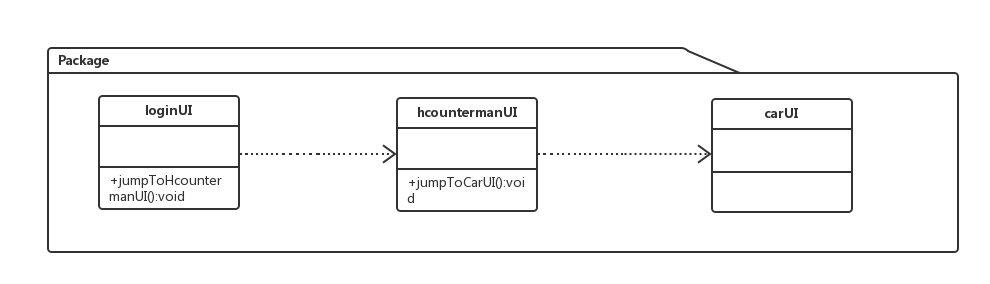 Package
loginUI
+jumpToHcounter
manUI():void
hcountermanUI
+jumpToCarUI():voi
d
carUI